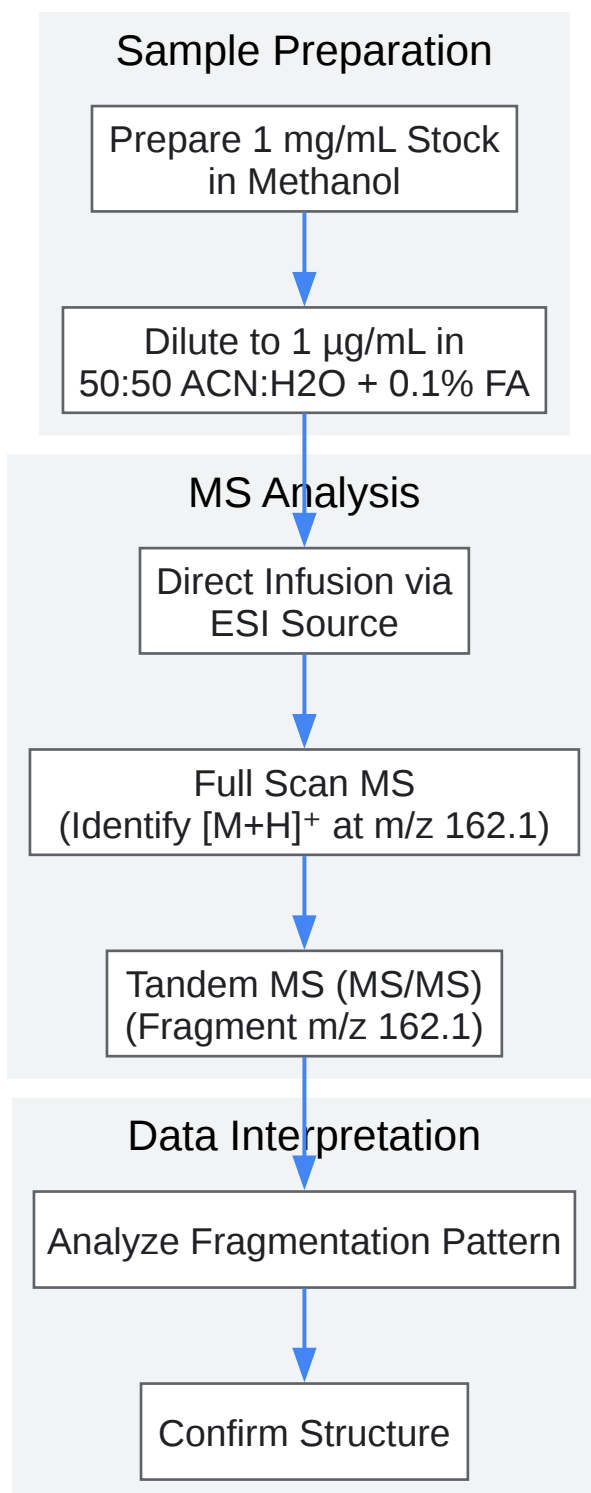 Sample Preparation
Prepare 1 mg/mL Stock
in Methanol
Dilute to 1 µg/mL in
50:50 ACN:H2O + 0.1% FA
MS Analysis
Direct Infusion via
ESI Source
Full Scan MS
(Identify [M+H]⁺ at m/z 162.1)
Tandem MS (MS/MS)
(Fragment m/z 162.1)
Data Interpretation
Analyze Fragmentation Pattern
Confirm Structure